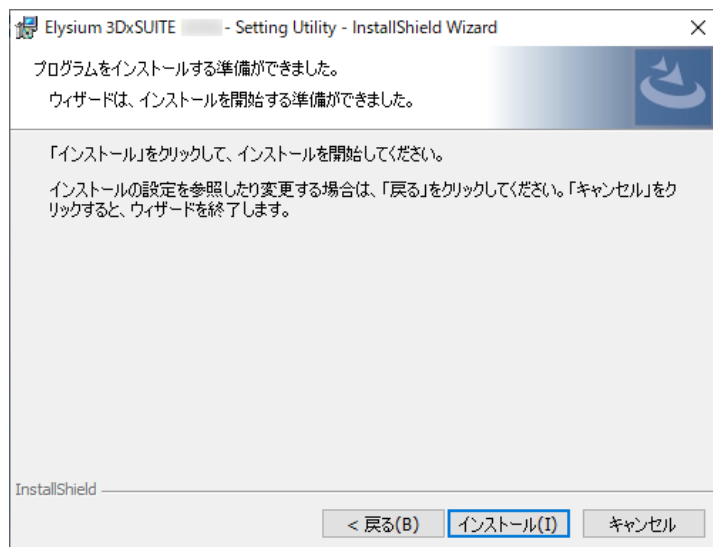 Elysium 3DxSUITE - Setting Utility - InstallShield Wizard
プログラムをインストールする準備ができました。
ウィザードは、インストールを開始する準備ができました。
「インストール」をクリックして、インストールを開始してください。
インストールの設定を参照したり変更する場合は、「戻る」をクリックしてください。「キャンセル」をク
リックすると、ウィザードを終了します。
InstallShield
< 戻る(B)
インストール(I)
キャンセル